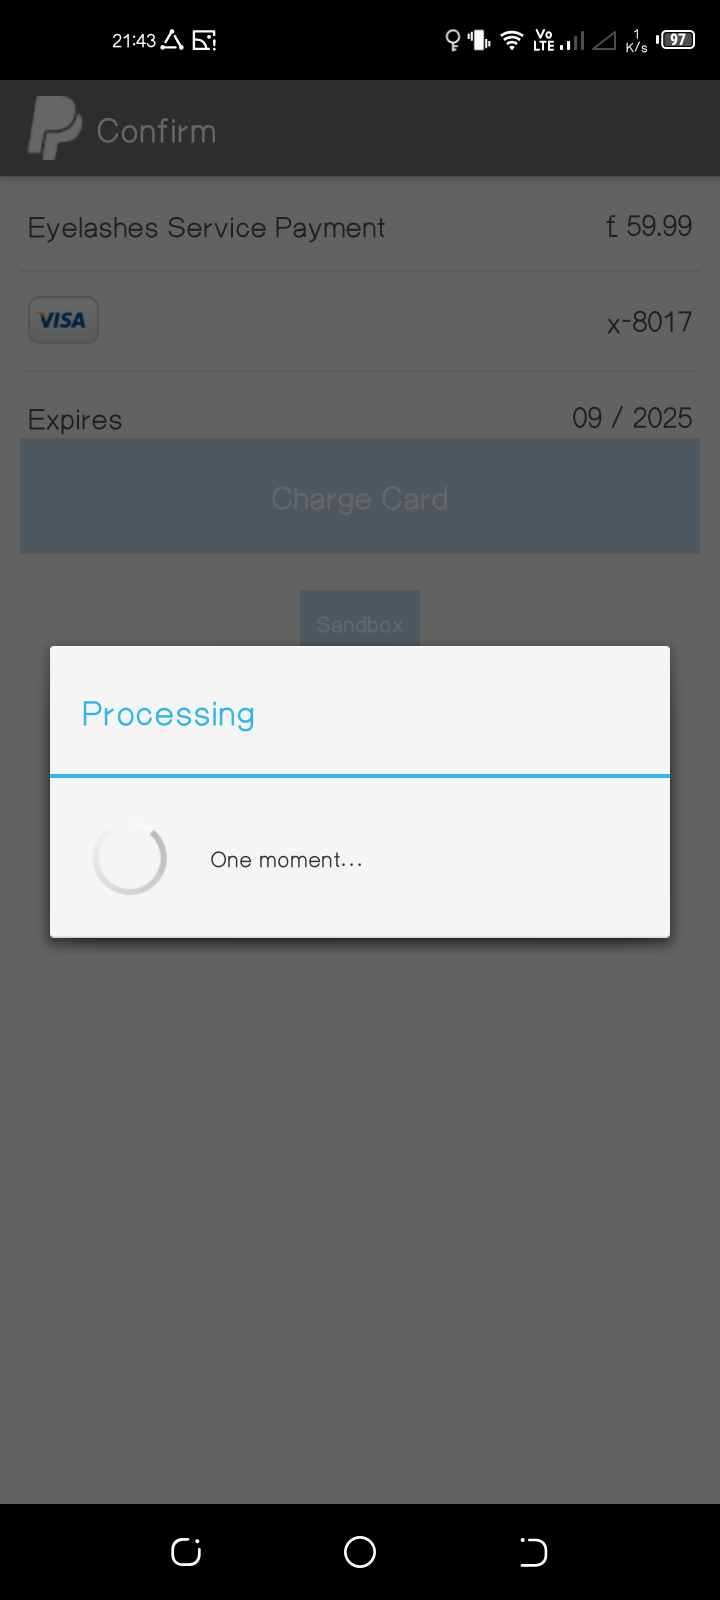 21:43
Vo
LTE
1
K/s
97
Confirm
Eyelashes Service Payment £ 59.99
VISA x-8017
Expires 09 / 2025
Charge Card
Sandbox
Processing
One moment...